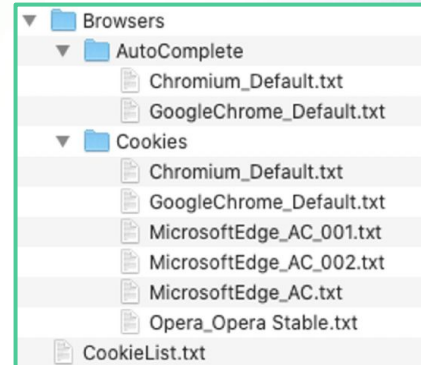 Browsers
AutoComplete
Chromium_Default.txt
GoogleChrome_Default.txt
Cookies
Chromium_Default.txt
GoogleChrome_Default.txt
MicrosoftEdge_AC_001.txt
MicrosoftEdge_AC_002.txt
MicrosoftEdge_AC.txt
Opera_Opera Stable.txt
CookieList.txt